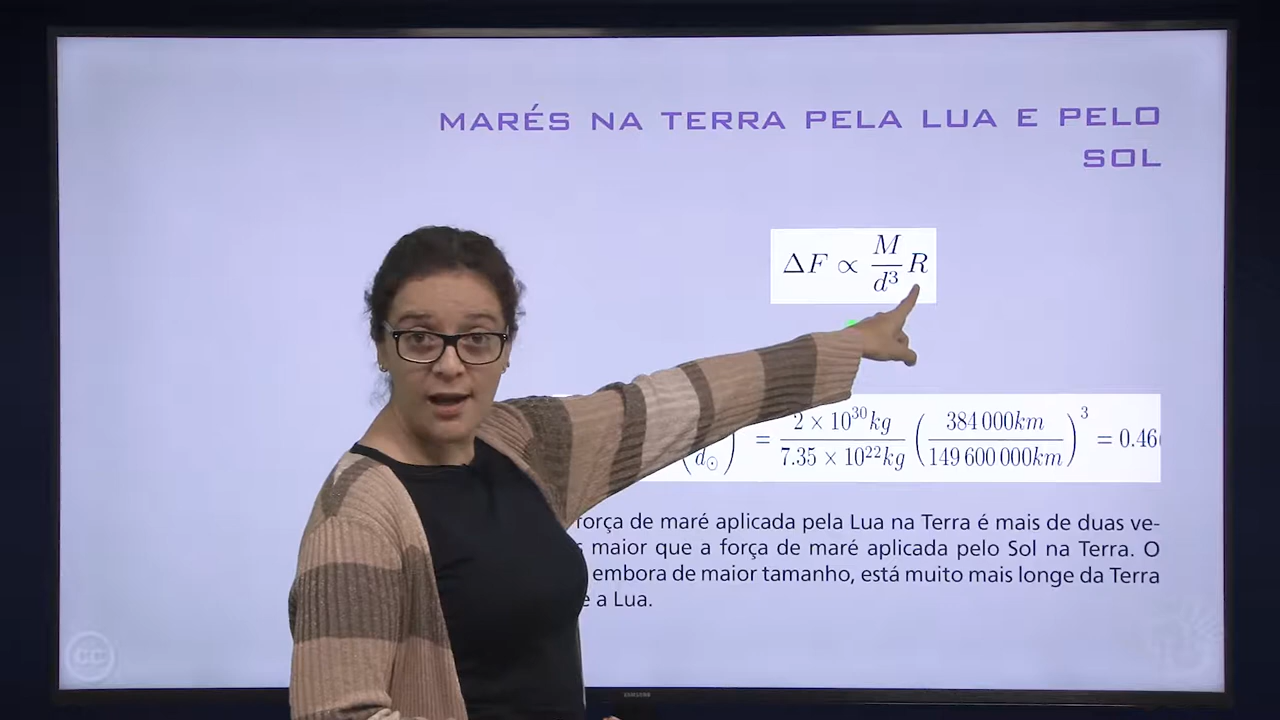 MARÉS NA TERRA PELA LUA E PELO
SOL
ΔF ∝ M/d³ R
d☉) = 2 × 10³⁰kg / 7.35 × 10²²kg (384 000km / 149 600 000km)³ = 0.46
força de maré aplicada pela Lua na Terra é mais de duas ve-
maior que a força de maré aplicada pelo Sol na Terra. O
embora de maior tamanho, está muito mais longe da Terra
a Lua.
CC
SAMSUNG